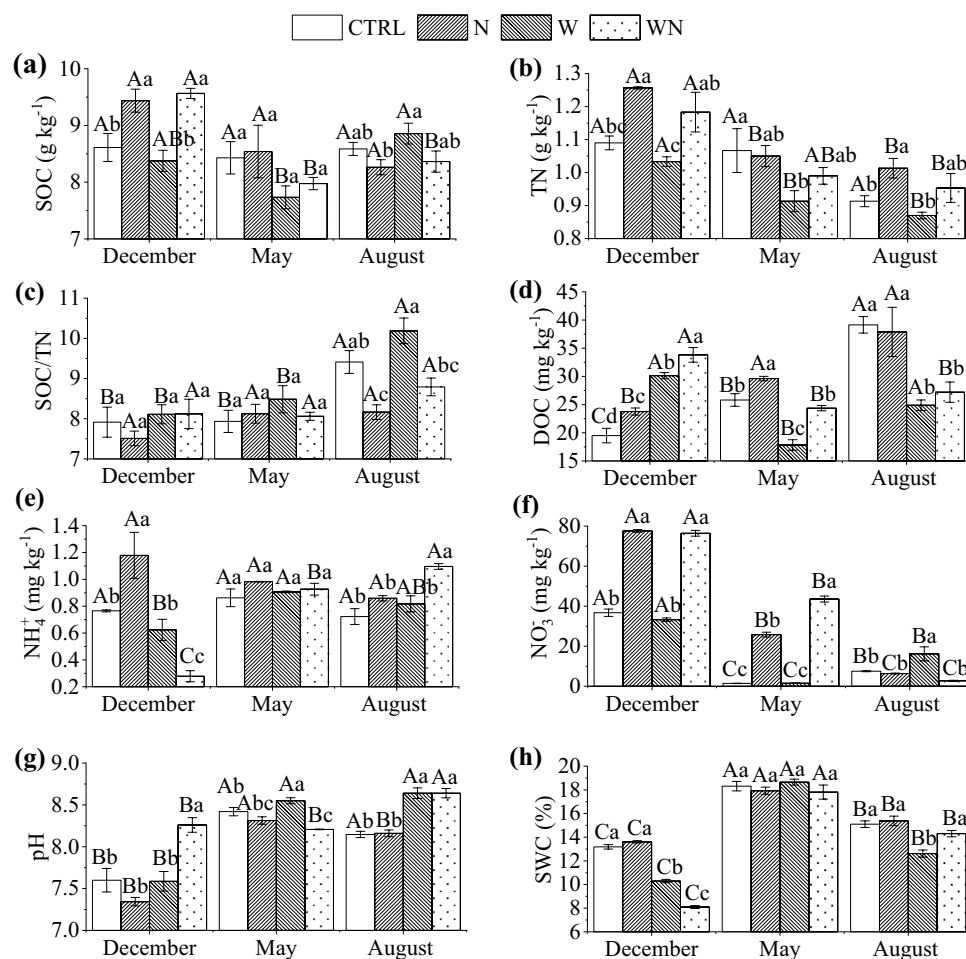 CTRL N W WN
(a)
SOC (g kg⁻¹)
10
9
8
7
Ab Aa ABb Aa Aa Aa Ba Ba Aab Ab Aa Bab
December May August
(b)
TN (g kg⁻¹)
1.3
1.2
1.1
1.0
0.9
0.8
Abc Aa Ac Aab Aa Bab Bb ABab Ab Ba Bb Bab
December May August
(c)
SOC/TN
11
10
9
8
7
Ba Aa Ba Aa Ba Aa Ba Aa Aab Ac Aa Abc
December May August
(d)
DOC (mg kg⁻¹)
45
40
35
30
25
20
15
Cd Bc Ab Aa Bb Aa Bc Bb Aa Aa Ab Bb
December May August
(e)
NH₄⁺ (mg kg⁻¹)
1.4
1.2
1.0
0.8
0.6
0.4
0.2
Ab Aa Bb Cc Aa Aa Aa Ba Ab Ab ABb Aa
December May August
(f)
NO₃⁻ (mg kg⁻¹)
80
60
40
20
0
Ab Aa Ab Aa Cc Bb Cc Ba Bb Cb Ba Cb
December May August
(g)
pH
9.0
8.5
8.0
7.5
7.0
Bb Bb Bb Ba Ab Abc Aa Bc Ab Bb Aa Aa
December May August
(h)
SWC (%)
20
18
16
14
12
10
8
6
Ca Ca Cb Cc Aa Aa Aa Aa Ba Ba Bb Ba
December May August